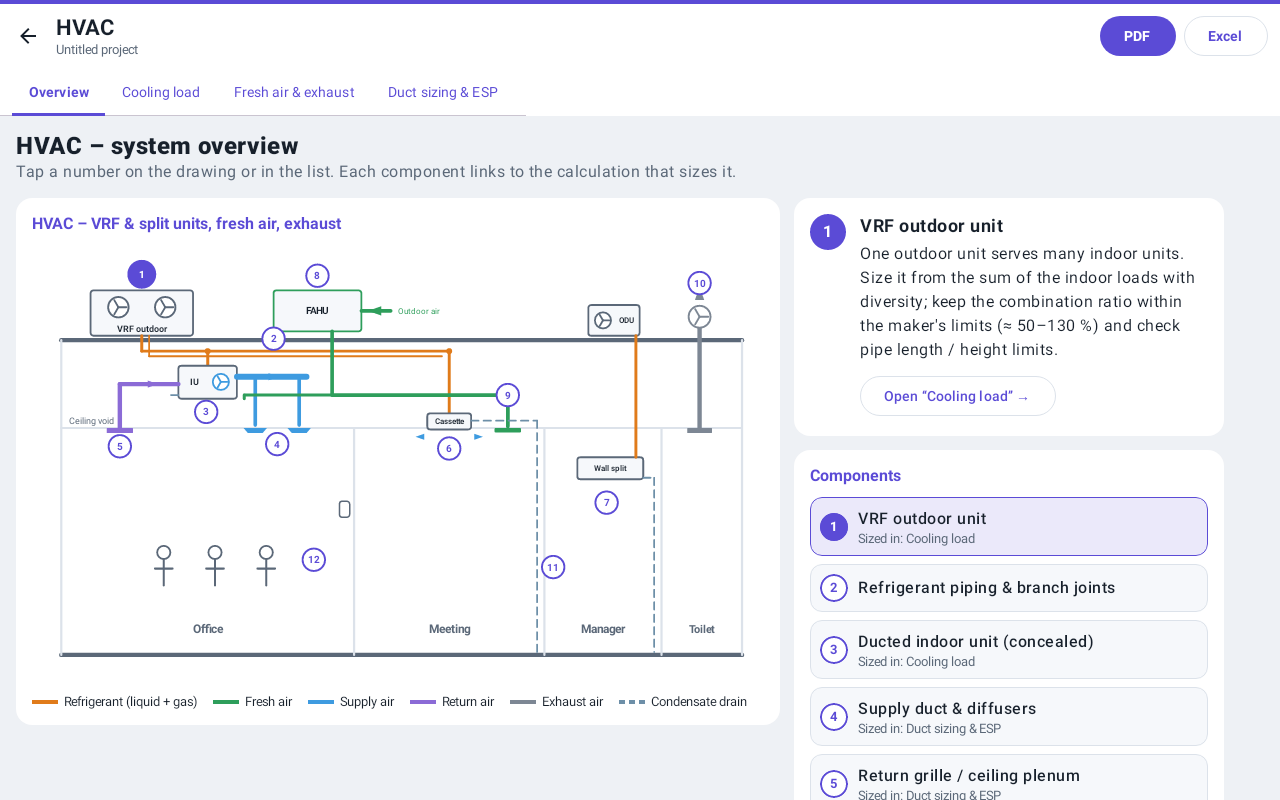 HVAC
Untitled project
PDF
Excel
Overview
Cooling load
Fresh air & exhaust
Duct sizing & ESP
HVAC – system overview
Tap a number on the drawing or in the list. Each component links to the calculation that sizes it.
HVAC – VRF & split units, fresh air, exhaust
1
8
10
VRF outdoor
FAHU
Outdoor air
ODU
2
IU
3
9
Ceiling void
Cassette
5
4
6
Wall split
7
12
11
Office
Meeting
Manager
Toilet
Refrigerant (liquid + gas)
Fresh air
Supply air
Return air
Exhaust air
Condensate drain
1
VRF outdoor unit
One outdoor unit serves many indoor units.
Size it from the sum of the indoor loads with
diversity; keep the combination ratio within
the maker's limits (≈ 50–130 %) and check
pipe length / height limits.
Open “Cooling load” →
Components
1
VRF outdoor unit
Sized in: Cooling load
2
Refrigerant piping & branch joints
3
Ducted indoor unit (concealed)
Sized in: Cooling load
4
Supply duct & diffusers
Sized in: Duct sizing & ESP
5
Return grille / ceiling plenum
Sized in: Duct sizing & ESP